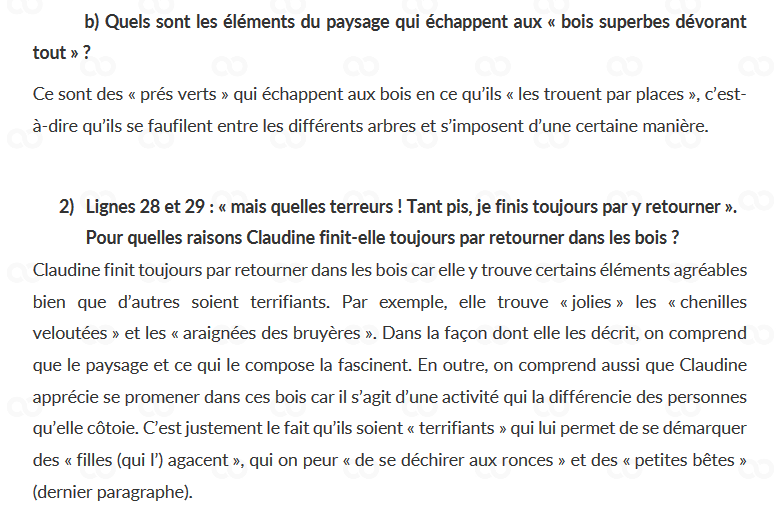 b) Quels sont les éléments du paysage qui échappent aux « bois superbes dévorant
tout » ?
Ce sont des « prés verts » qui échappent aux bois en ce qu'ils « les trouent par places », c'est-
à-dire qu'ils se faufilent entre les différents arbres et s'imposent d'une certaine manière.
2) Lignes 28 et 29 : « mais quelles terreurs ! Tant pis, je finis toujours par y retourner ».
Pour quelles raisons Claudine finit-elle toujours par retourner dans les bois ?
Claudine finit toujours par retourner dans les bois car elle y trouve certains éléments agréables
bien que d'autres soient terrifiants. Par exemple, elle trouve « jolies » les « chenilles
veloutées » et les « araignées des bruyères ». Dans la façon dont elle les décrit, on comprend
que le paysage et ce qui le compose la fascinent. En outre, on comprend aussi que Claudine
apprécie se promener dans ces bois car il s'agit d'une activité qui la différencie des personnes
qu'elle côtoie. C'est justement le fait qu'ils soient « terrifiants » qui lui permet de se démarquer
des « filles (qui l') agacent », qui on peur « de se déchirer aux ronces » et des « petites bêtes »
(dernier paragraphe).